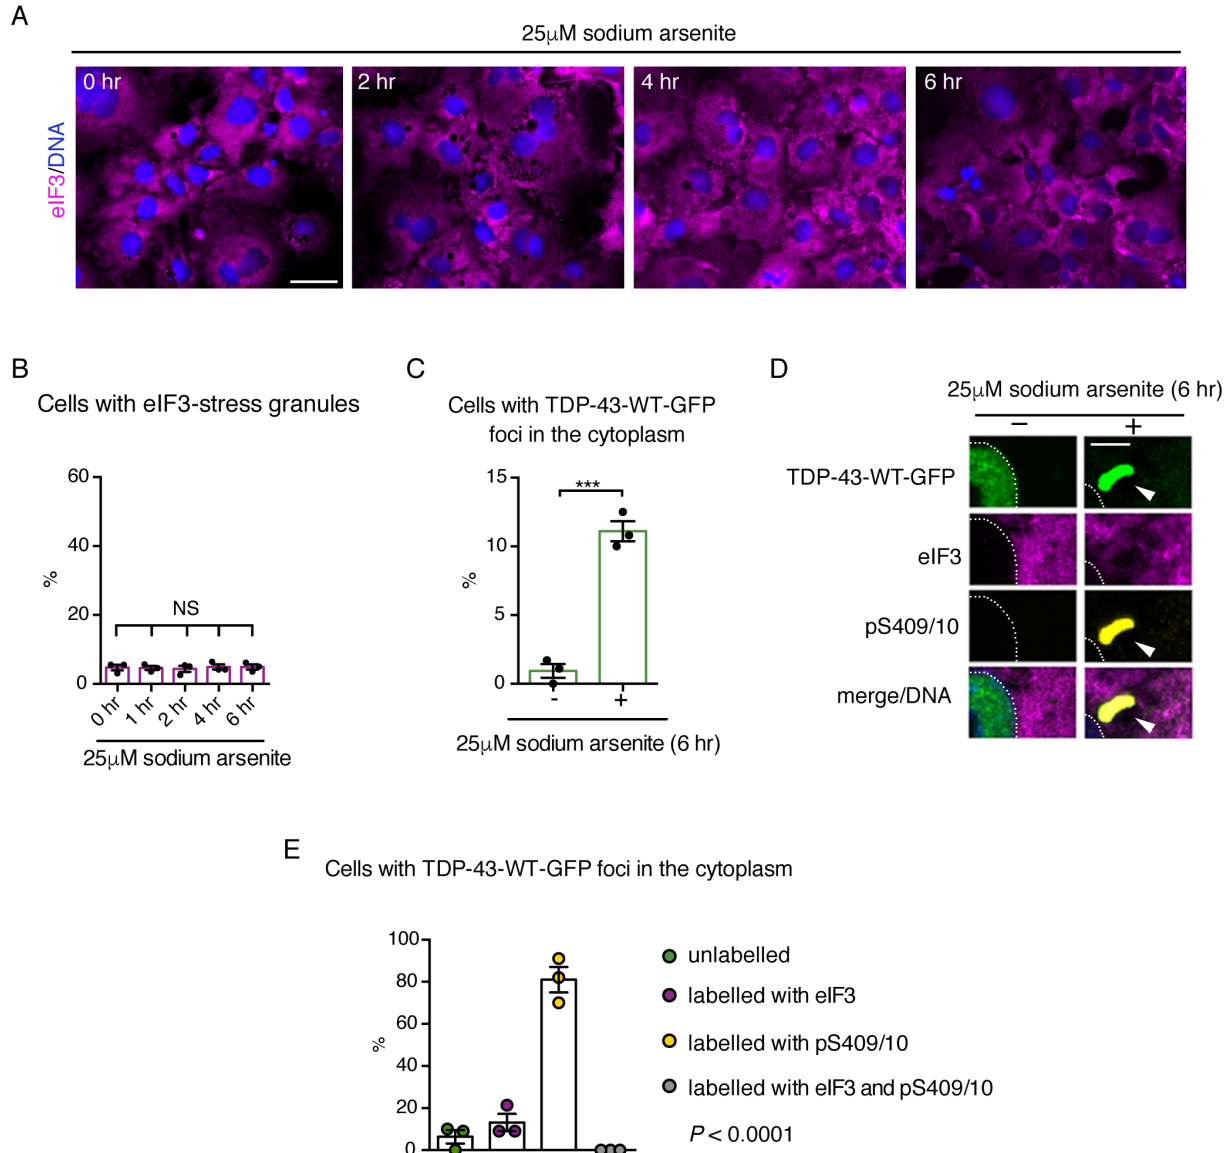 A
25μM sodium arsenite
0 hr
2 hr
4 hr
6 hr
eIF3/DNA
B
Cells with eIF3-stress granules
60
40
20
0
%
NS
0 hr
1 hr
2 hr
4 hr
6 hr
25μM sodium arsenite
C
Cells with TDP-43-WT-GFP
foci in the cytoplasm
15
10
5
0
%
***
-
+
25μM sodium arsenite (6 hr)
D
25μM sodium arsenite (6 hr)
−
+
TDP-43-WT-GFP
eIF3
pS409/10
merge/DNA
E
Cells with TDP-43-WT-GFP foci in the cytoplasm
100
80
60
40
20
0
%
unlabelled
labelled with eIF3
labelled with pS409/10
labelled with eIF3 and pS409/10
P < 0.0001